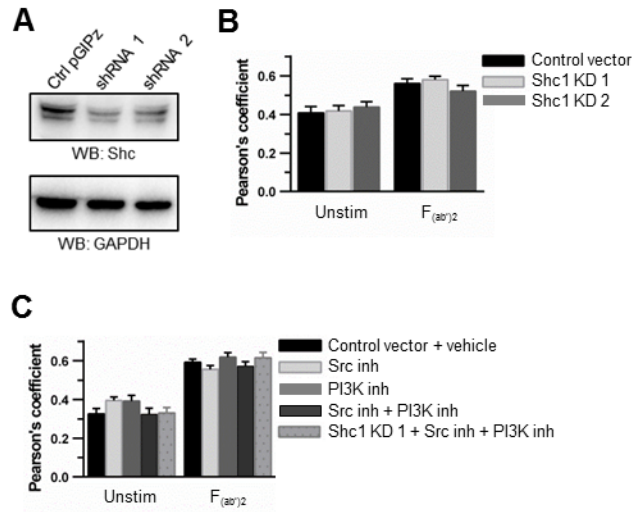 A
Ctrl pGIPz
shRNA 1
shRNA 2
WB: Shc
WB: GAPDH
B
Pearson's coefficient
0.6
0.4
0.2
0.0
Unstim
F(ab')2
Control vector
Shc1 KD 1
Shc1 KD 2
C
Pearson's coefficient
0.6
0.4
0.2
0.0
Unstim
F(ab')2
Control vector + vehicle
Src inh
PI3K inh
Src inh + PI3K inh
Shc1 KD 1 + Src inh + PI3K inh